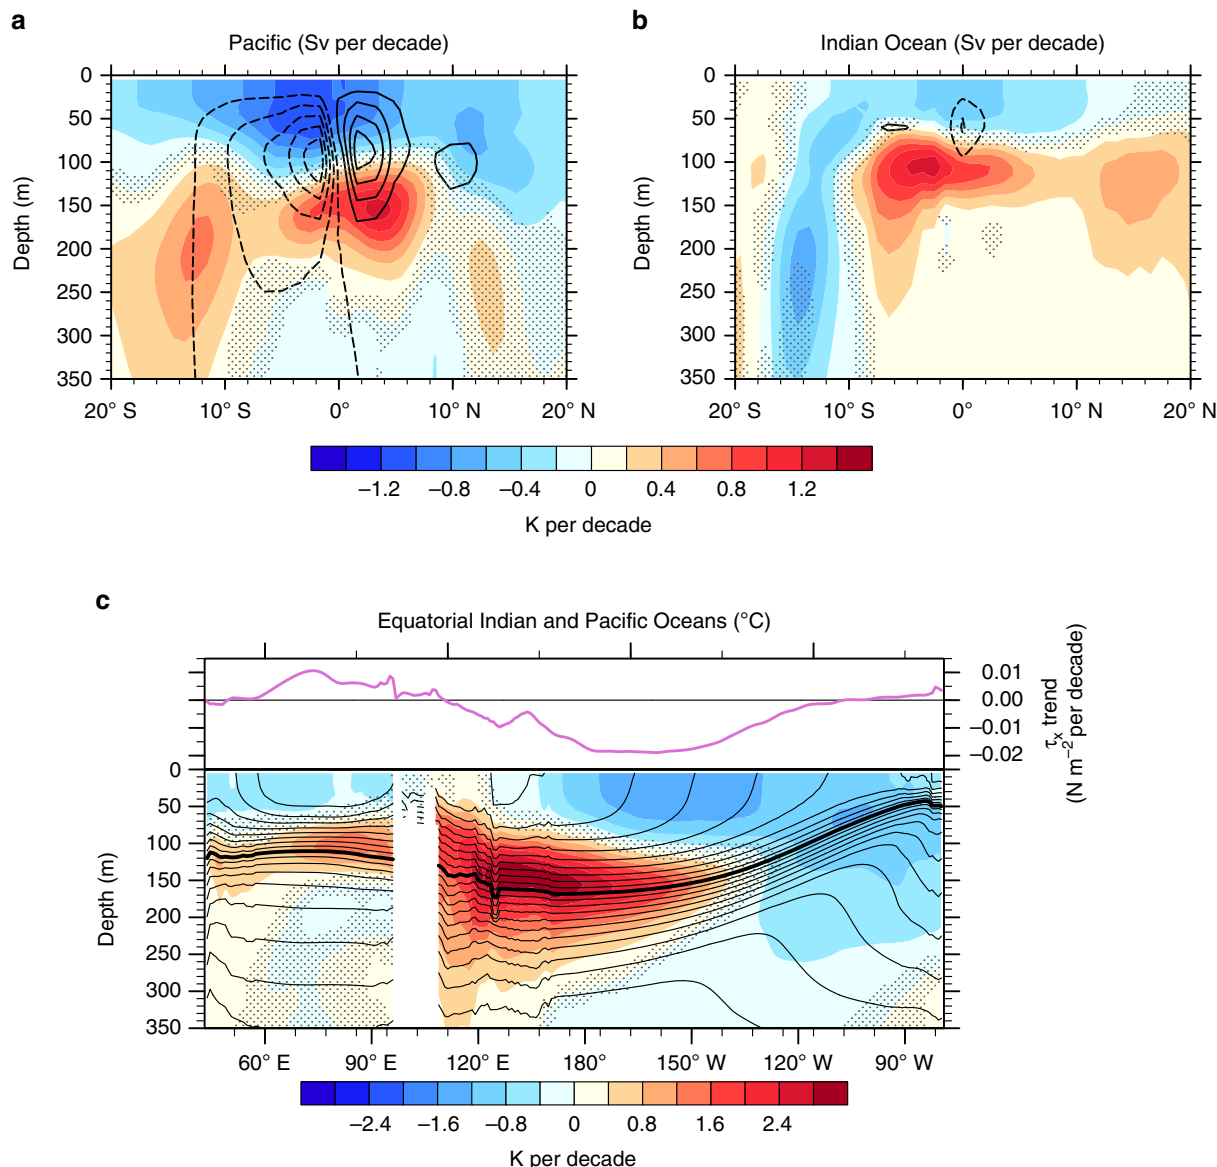 a
Pacific (Sv per decade)
0
50
100
150
200
250
300
350
Depth (m)
20° S
10° S
0°
10° N
20° N
b
Indian Ocean (Sv per decade)
0
50
100
150
200
250
300
350
Depth (m)
20° S
10° S
0°
10° N
20° N
−1.2
−0.8
−0.4
0
0.4
0.8
1.2
K per decade
c
Equatorial Indian and Pacific Oceans (°C)
0.01
0.00
−0.01
−0.02
τx trend
(N m−2 per decade)
0
50
100
150
200
250
300
350
Depth (m)
60° E
90° E
120° E
180°
150° W
120° W
90° W
−2.4
−1.6
−0.8
0
0.8
1.6
2.4
K per decade